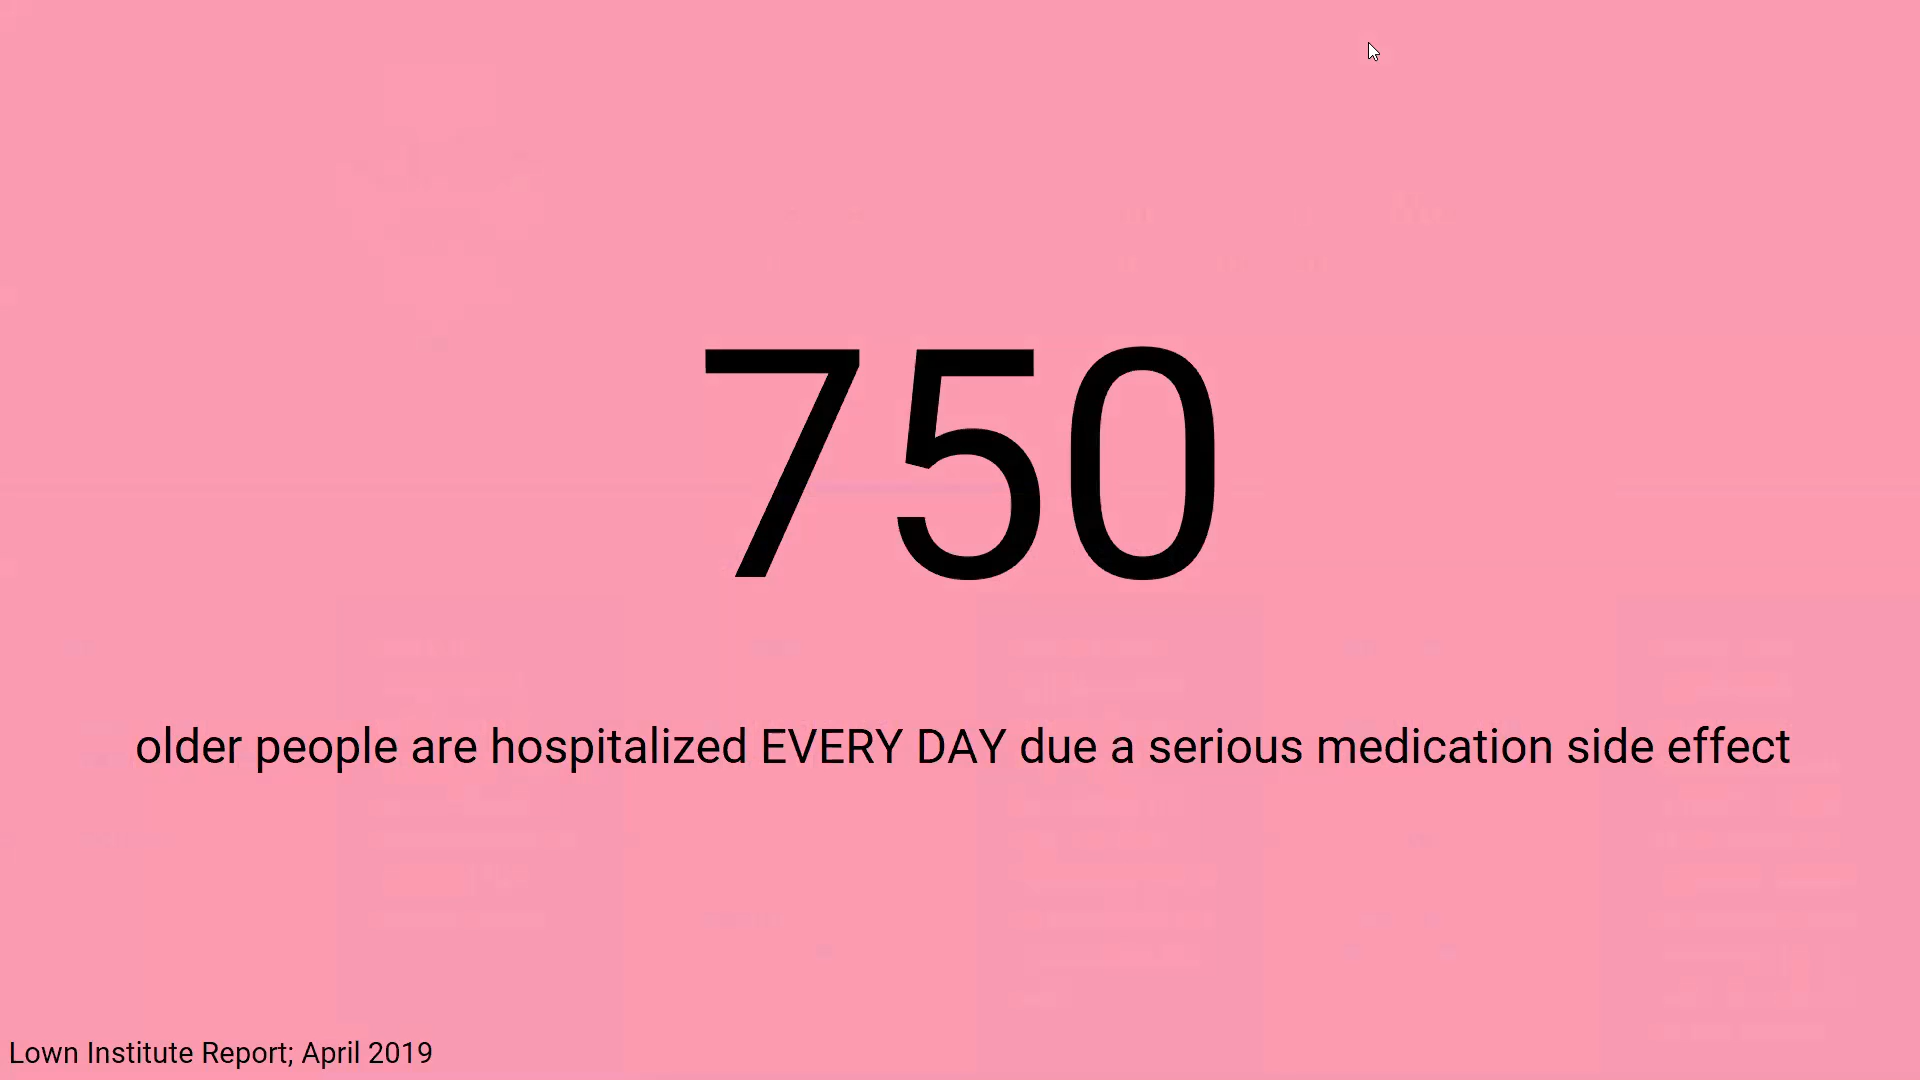 750
older people are hospitalized EVERY DAY due a serious medication side effect
Lown Institute Report; April 2019